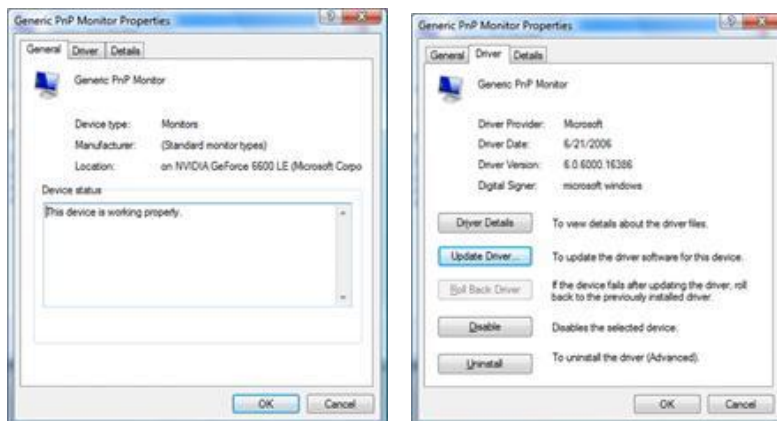 Generic PnP Monitor Properties
General Driver Details
Generic PnP Monitor
Device type: Monitors
Manufacturer: (Standard monitor types)
Location: on NVIDIA GeForce 6600 LE (Microsoft Corpo
Device status
This device is working properly.
OK Cancel
Generic PnP Monitor Properties
General Driver Details
Generic PnP Monitor
Driver Provider: Microsoft
Driver Date: 6/21/2006
Driver Version: 6.0.6000.16386
Digital Signer: microsoft windows
Driver Details To view details about the driver files.
Update Driver... To update the driver software for this device.
Roll Back Driver If the device fails after updating the driver, roll
back to the previously installed driver.
Disable Disables the selected device.
Uninstall To uninstall the driver (Advanced).
OK Cancel